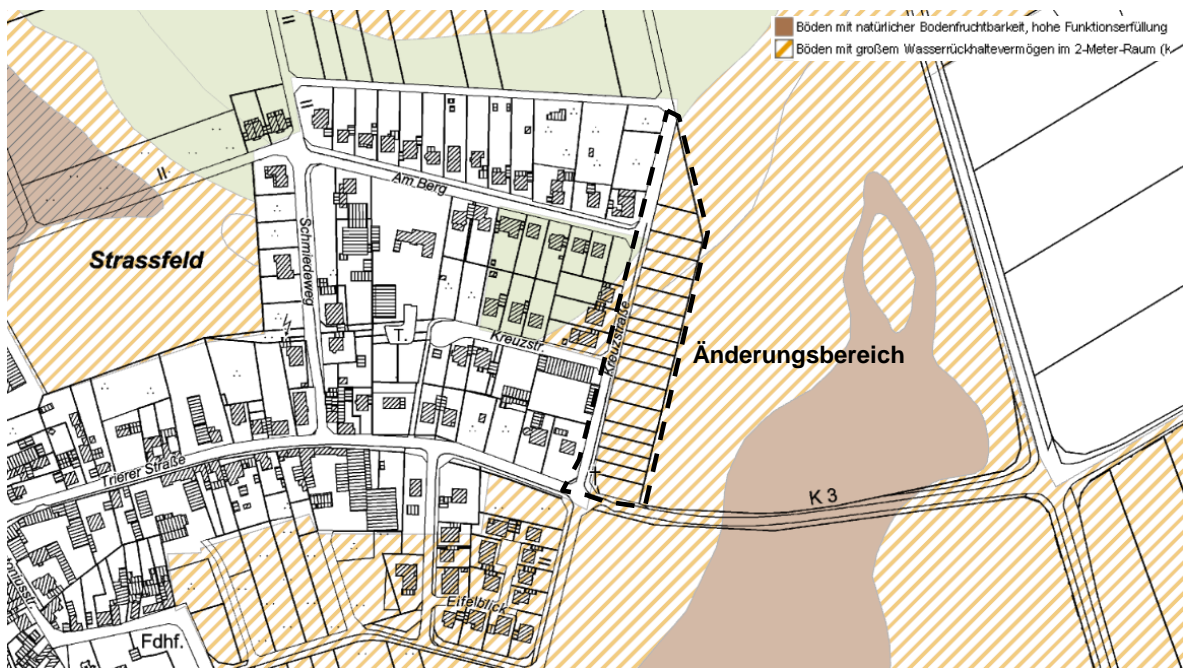 Böden mit natürlicher Bodenfruchtbarkeit, hohe Funktionserfüllung
Böden mit großem Wasserrückhaltevermögen im 2-Meter-Raum (k
Am Berg
Strassfeld
Schmiedeweg
Kreuzstraße
T.
Kreuzstr.
Änderungsbereich
Trierer Straße
K 3
Eifelblick
Fdhf.